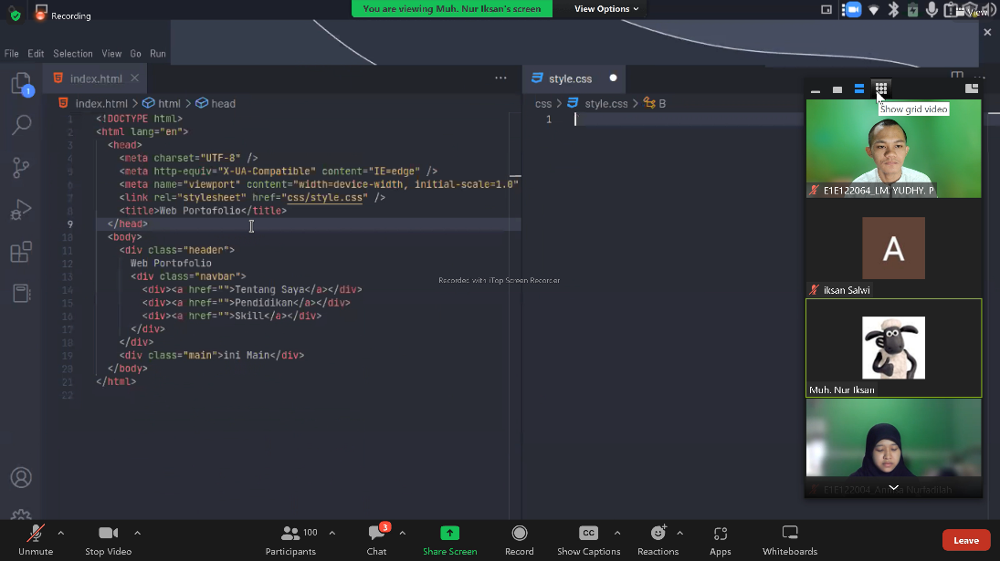 Recording
You are viewing Muh. Nur Iksan's screen
View Options
View
File Edit Selection View Go Run
index.html
style.css
index.html > html > head
css > style.css > B
1
1 <!DOCTYPE html>
2 <html lang="en">
3 <head>
4 <meta charset="UTF-8" />
5 <meta http-equiv="X-UA-Compatible" content="IE=edge" />
6 <meta name="viewport" content="width=device-width, initial-scale=1.0"
7 <link rel="stylesheet" href="css/style.css" />
8 <title>Web Portofolio</title>
9 </head>
10 <body>
11 <div class="header">
12 Web Portofolio
13 <div class="navbar">
14 <div><a href="">Tentang Saya</a></div>
15 <div><a href="">Pendidikan</a></div>
16 <div><a href="">Skill</a></div>
17 </div>
18 </div>
19 <div class="main">ini Main</div>
20 </body>
21 </html>
22
1
Recorded with iTop Screen Recorder
Show grid video
E1E122064_LM. YUDHY. P
A
iksan Salwi
Muh. Nur Iksan
Unmute
Stop Video
Participants 100
Chat 3
Share Screen
Record
CC
Show Captions
Reactions
Apps
Whiteboards
Leave